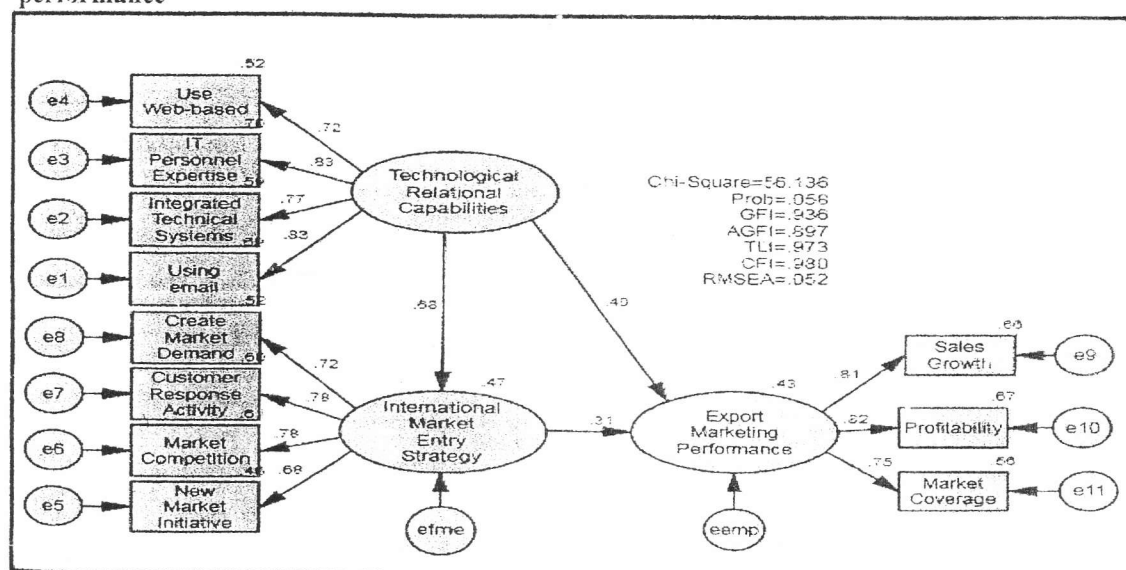 performance
.52
e4
Use
Web-based
.72
e3
IT
Personnel
Expertise
.83
Technological
Relational
Capabilities
e2
Integrated
Technical
Systems
.77
.83
e1
Using
email
.52
Chi-Square=56.136
GFI=.936
AGFI=.897
TLI=.973
CFI=.980
RMSEA=.052
e8
Create
Market
Demand
.72
e7
Customer
Response
Activity
.78
e6
Market
Competition
.78
e5
New
Market
Initiative
.68
.47
International
Market
Entry
Strategy
.31
.43
Export
Marketing
Performance
.81
Sales
Growth
e9
.82
.67
Profitability
e10
.75
.56
Market
Coverage
e11
efme
eemp